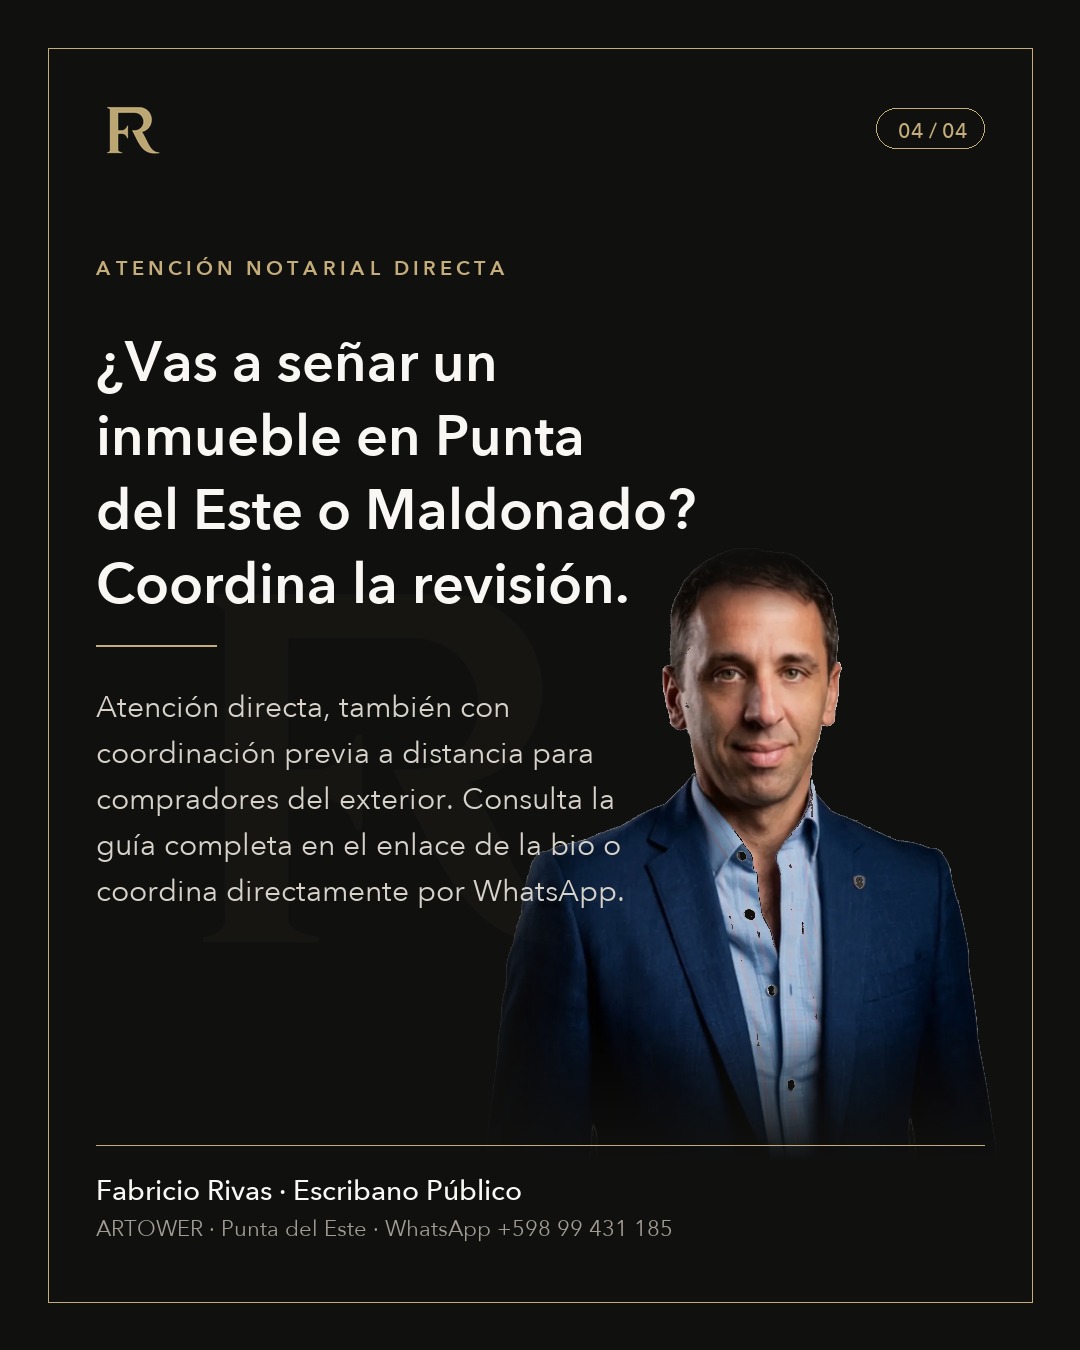 R
04 / 04
ATENCIÓN NOTARIAL DIRECTA
¿Vas a señar un
inmueble en Punta
del Este o Maldonado?
Coordina la revisión.
Atención directa, también con
coordinación previa a distancia para
compradores del exterior. Consulta la
guía completa en el enlace de la bio o
coordina directamente por WhatsApp.
Fabricio Rivas · Escribano Público
ARTOWER · Punta del Este · WhatsApp +598 99 431 185